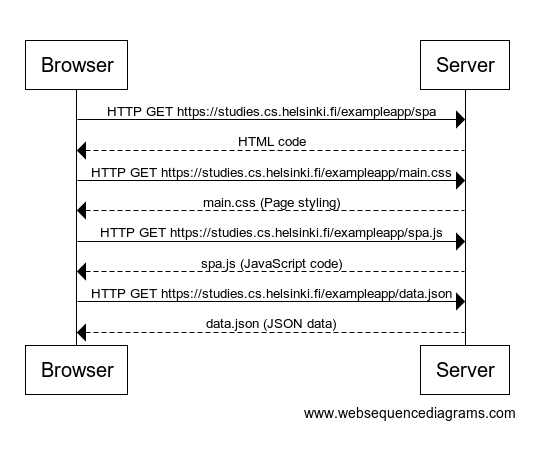 Browser
Server
HTTP GET https://studies.cs.helsinki.fi/exampleapp/spa
HTML code
HTTP GET https://studies.cs.helsinki.fi/exampleapp/main.css
main.css (Page styling)
HTTP GET https://studies.cs.helsinki.fi/exampleapp/spa.js
spa.js (JavaScript code)
HTTP GET https://studies.cs.helsinki.fi/exampleapp/data.json
data.json (JSON data)
Browser
Server
www.websequencediagrams.com